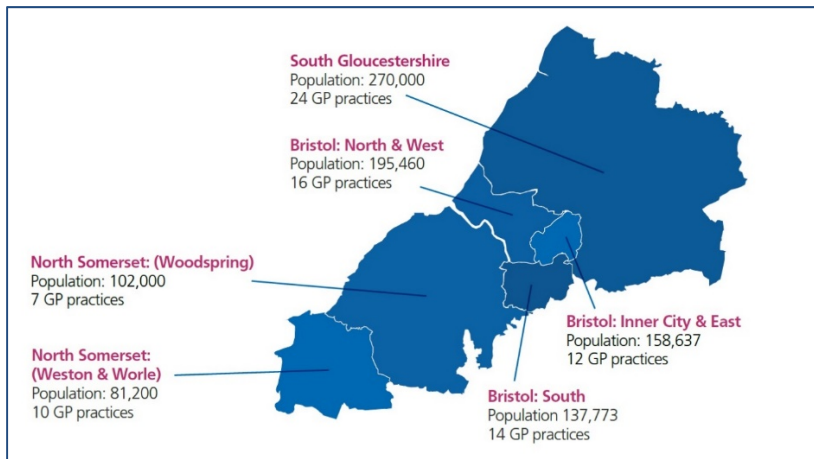 South Gloucestershire
Population: 270,000
24 GP practices
Bristol: North & West
Population: 195,460
16 GP practices
North Somerset: (Woodspring)
Population: 102,000
7 GP practices
North Somerset:
(Weston & Worle)
Population: 81,200
10 GP practices
Bristol: Inner City & East
Population: 158,637
12 GP practices
Bristol: South
Population 137,773
14 GP practices